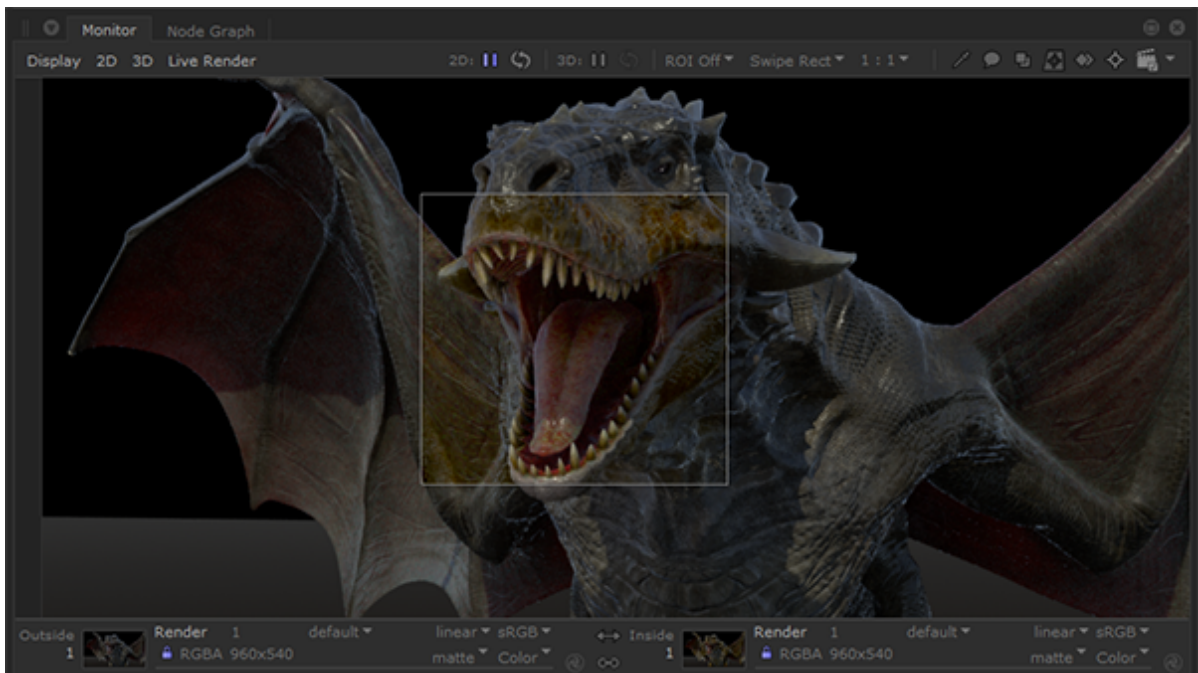 Monitor Node Graph
Display 2D 3D Live Render 2D: 3D: ROI Off Swipe Rect 1 : 1
Outside Render 1 default linear sRGB Inside Render 1 default linear sRGB
1 RGBA 960x540 matte Color 1 RGBA 960x540 matte Color